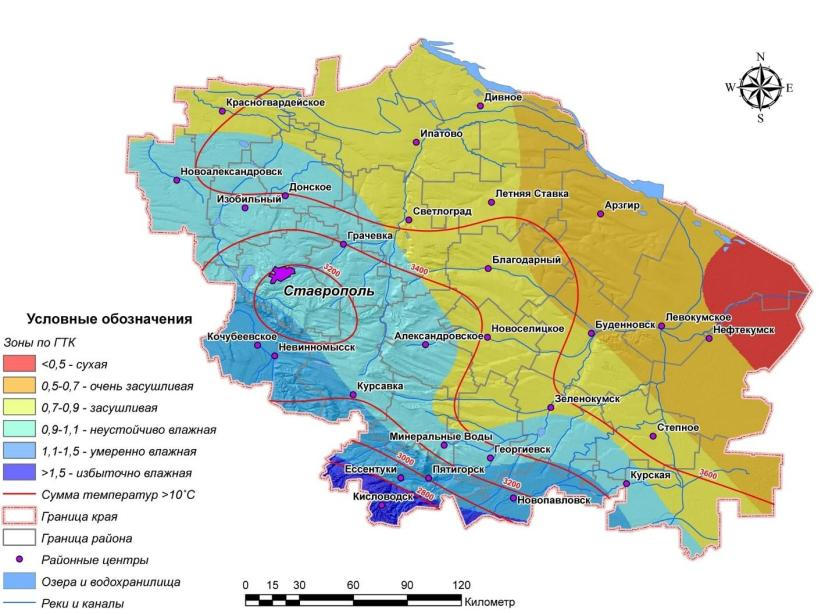 N
W E
S
Дивное
Красногвардейское
Ипатово
Новоалександровск
Донское
Изобильный
Летняя Ставка
Арзгир
Светлоград
Грачевка
3200
3400
Благодарный
Ставрополь
Условные обозначения
Зоны по ГТК
<0,5 - сухая
0,5-0,7 - очень засушливая
0,7-0,9 - засушливая
0,9-1,1 - неустойчиво влажная
1,1-1,5 - умеренно влажная
>1,5 - избыточно влажная
Сумма температур >10˚С
Граница края
Граница района
Районные центры
Озера и водохранилища
Реки и каналы
Кочубеевское
Невинномысск
Александровское
Новоселицкое
Буденновск
Левокумское
Нефтекумск
Курсавка
Зеленокумск
Степное
Минеральные Воды
Георгиевск
3000
Ессентуки
Пятигорск
3200
Курская
3600
Кисловодск
2800
Новопавловск
0 15 30 60 90 120
Километр